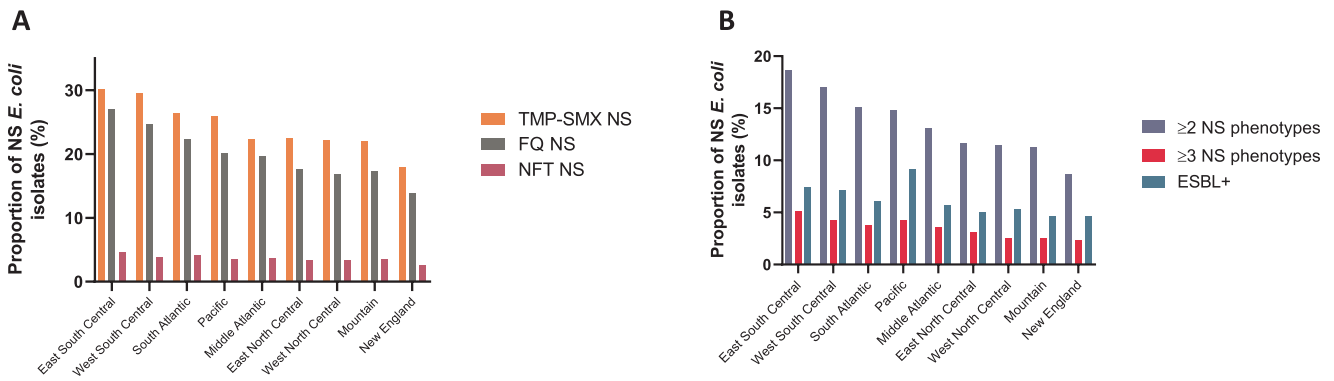 A
Proportion of NS E. coli
isolates (%)
30
20
10
0
East South Central
West South Central
South Atlantic
Pacific
Middle Atlantic
East North Central
West North Central
Mountain
New England
TMP-SMX NS
FQ NS
NFT NS
B
Proportion of NS E. coli
isolates (%)
20
15
10
5
0
East South Central
West South Central
South Atlantic
Pacific
Middle Atlantic
East North Central
West North Central
Mountain
New England
≥2 NS phenotypes
≥3 NS phenotypes
ESBL+